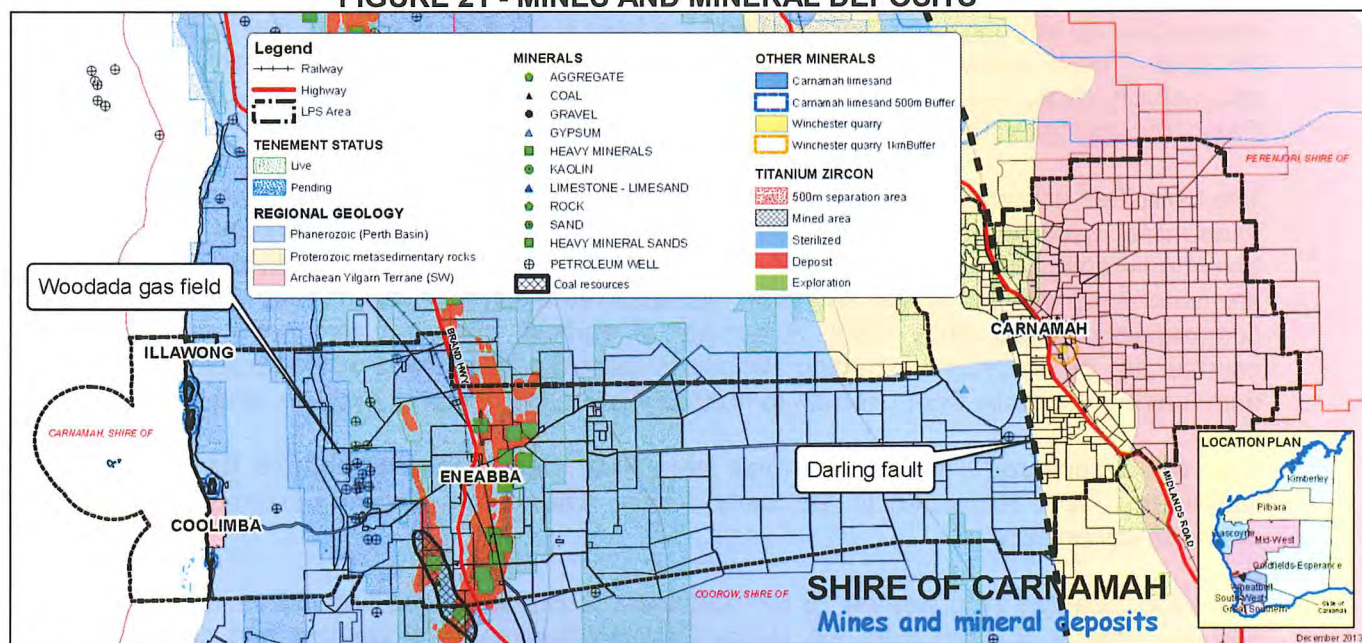 FIGURE 21 - MINES AND MINERAL DEPOSITS
Legend
Railway
Highway
LPS Area
TENEMENT STATUS
Live
Pending
REGIONAL GEOLOGY
Phanerozoic (Perth Basin)
Proterozoic metasedimentary rocks
Archaean Yilgarn Terrane (SW)
MINERALS
AGGREGATE
COAL
GRAVEL
GYPSUM
HEAVY MINERALS
KAOLIN
LIMESTONE - LIMESAND
ROCK
SAND
HEAVY MINERAL SANDS
PETROLEUM WELL
Coal resources
OTHER MINERALS
Carnamah limesand
Carnamah limesand 500m Buffer
Winchester quarry
Winchester quarry 1kmBuffer
TITANIUM ZIRCON
500m separation area
Mined area
Sterilized
Deposit
Exploration
PERENJORI, SHIRE OF
Woodada gas field
ILLAWONG
BRAND HWY
CARNAMAH
CARNAMAH, SHIRE OF
ENEABBA
Darling fault
COOLIMBA
MIDLANDS ROAD
COOROW, SHIRE OF
SHIRE OF CARNAMAH
Mines and mineral deposits
LOCATION PLAN
Kimberley
Pilbara
Mid-West
Goldfields-Esperance
Great Southern
Shire of
Carnamah
December 2013